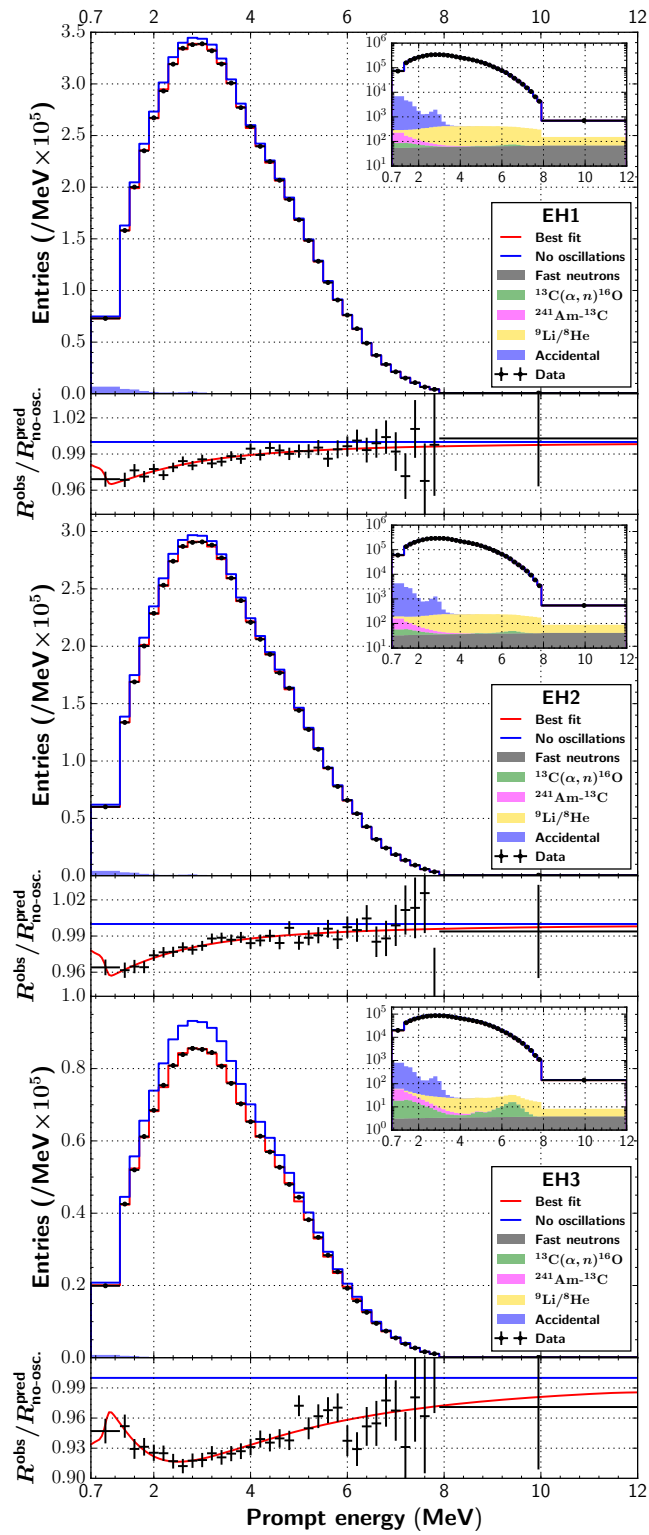 0.7 2 4 6 8 10 12
3.5
3.0
2.5
2.0
1.5
1.0
0.5
0.0
Entries (/MeV×10⁵)
10⁶
10⁵
10⁴
10³
10²
10¹
0.7 2 4 6 8 10 12
EH1
Best fit
No oscillations
Fast neutrons
¹³C(α, n)¹⁶O
²⁴¹Am-¹³C
⁹Li/⁸He
Accidental
Data
1.02
0.99
0.96
R^obs/R^pred_no-osc.
3.0
2.5
2.0
1.5
1.0
0.5
0.0
Entries (/MeV×10⁵)
10⁶
10⁵
10⁴
10³
10²
10¹
0.7 2 4 6 8 10 12
EH2
Best fit
No oscillations
Fast neutrons
¹³C(α, n)¹⁶O
²⁴¹Am-¹³C
⁹Li/⁸He
Accidental
Data
1.02
0.99
0.96
R^obs/R^pred_no-osc.
1.0
0.8
0.6
0.4
0.2
0.0
Entries (/MeV×10⁵)
10⁵
10⁴
10³
10²
10¹
10⁰
0.7 2 4 6 8 10 12
EH3
Best fit
No oscillations
Fast neutrons
¹³C(α, n)¹⁶O
²⁴¹Am-¹³C
⁹Li/⁸He
Accidental
Data
0.99
0.96
0.93
0.90
R^obs/R^pred_no-osc.
0.7 2 4 6 8 10 12
Prompt energy (MeV)